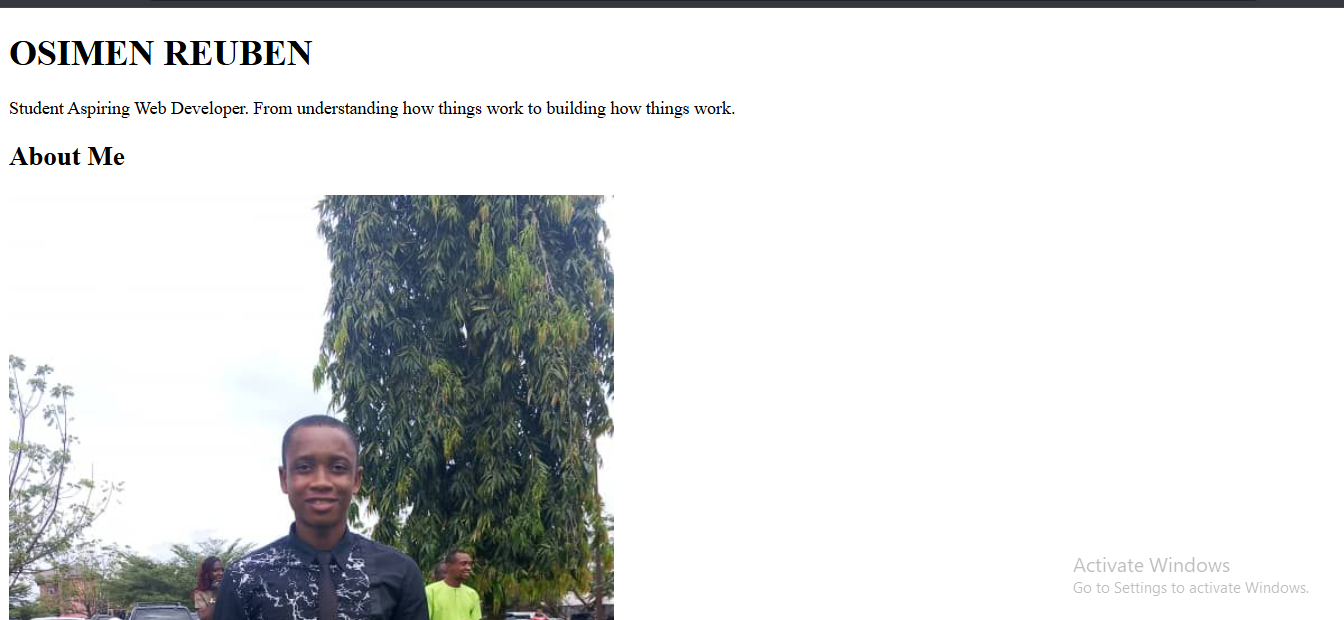 OSIMEN REUBEN
Student Aspiring Web Developer. From understanding how things work to building how things work.
About Me
Activate Windows
Go to Settings to activate Windows.